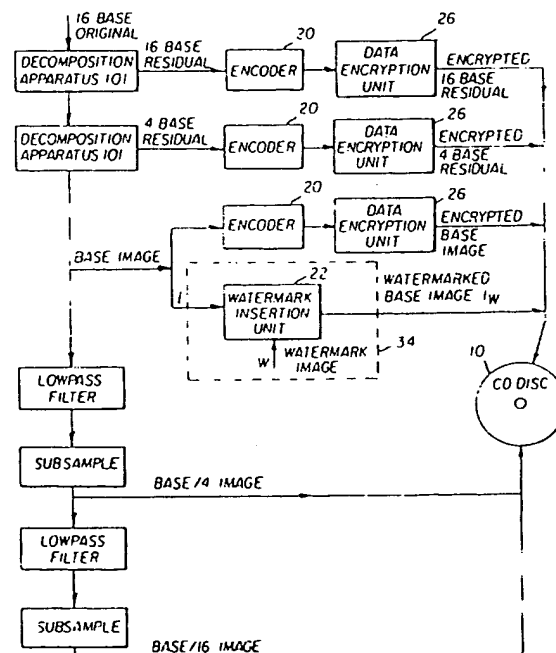 16 BASE
ORIGINAL
DECOMPOSITION
APPARATUS 101
16 BASE
RESIDUAL
20
ENCODER
26
DATA
ENCRYPTION
UNIT
ENCRYPTED
16 BASE
RESIDUAL
DECOMPOSITION
APPARATUS 101
4 BASE
RESIDUAL
20
ENCODER
26
DATA
ENCRYPTION
UNIT
ENCRYPTED
4 BASE
RESIDUAL
BASE IMAGE
20
ENCODER
26
DATA
ENCRYPTION
UNIT
ENCRYPTED
BASE
IMAGE
I
22
WATERMARK
INSERTION
UNIT
WATERMARKED
BASE IMAGE IW
W
WATERMARK
IMAGE
34
10
CD DISC
LOWPASS
FILTER
SUBSAMPLE
BASE/4 IMAGE
LOWPASS
FILTER
SUBSAMPLE
BASE/16 IMAGE